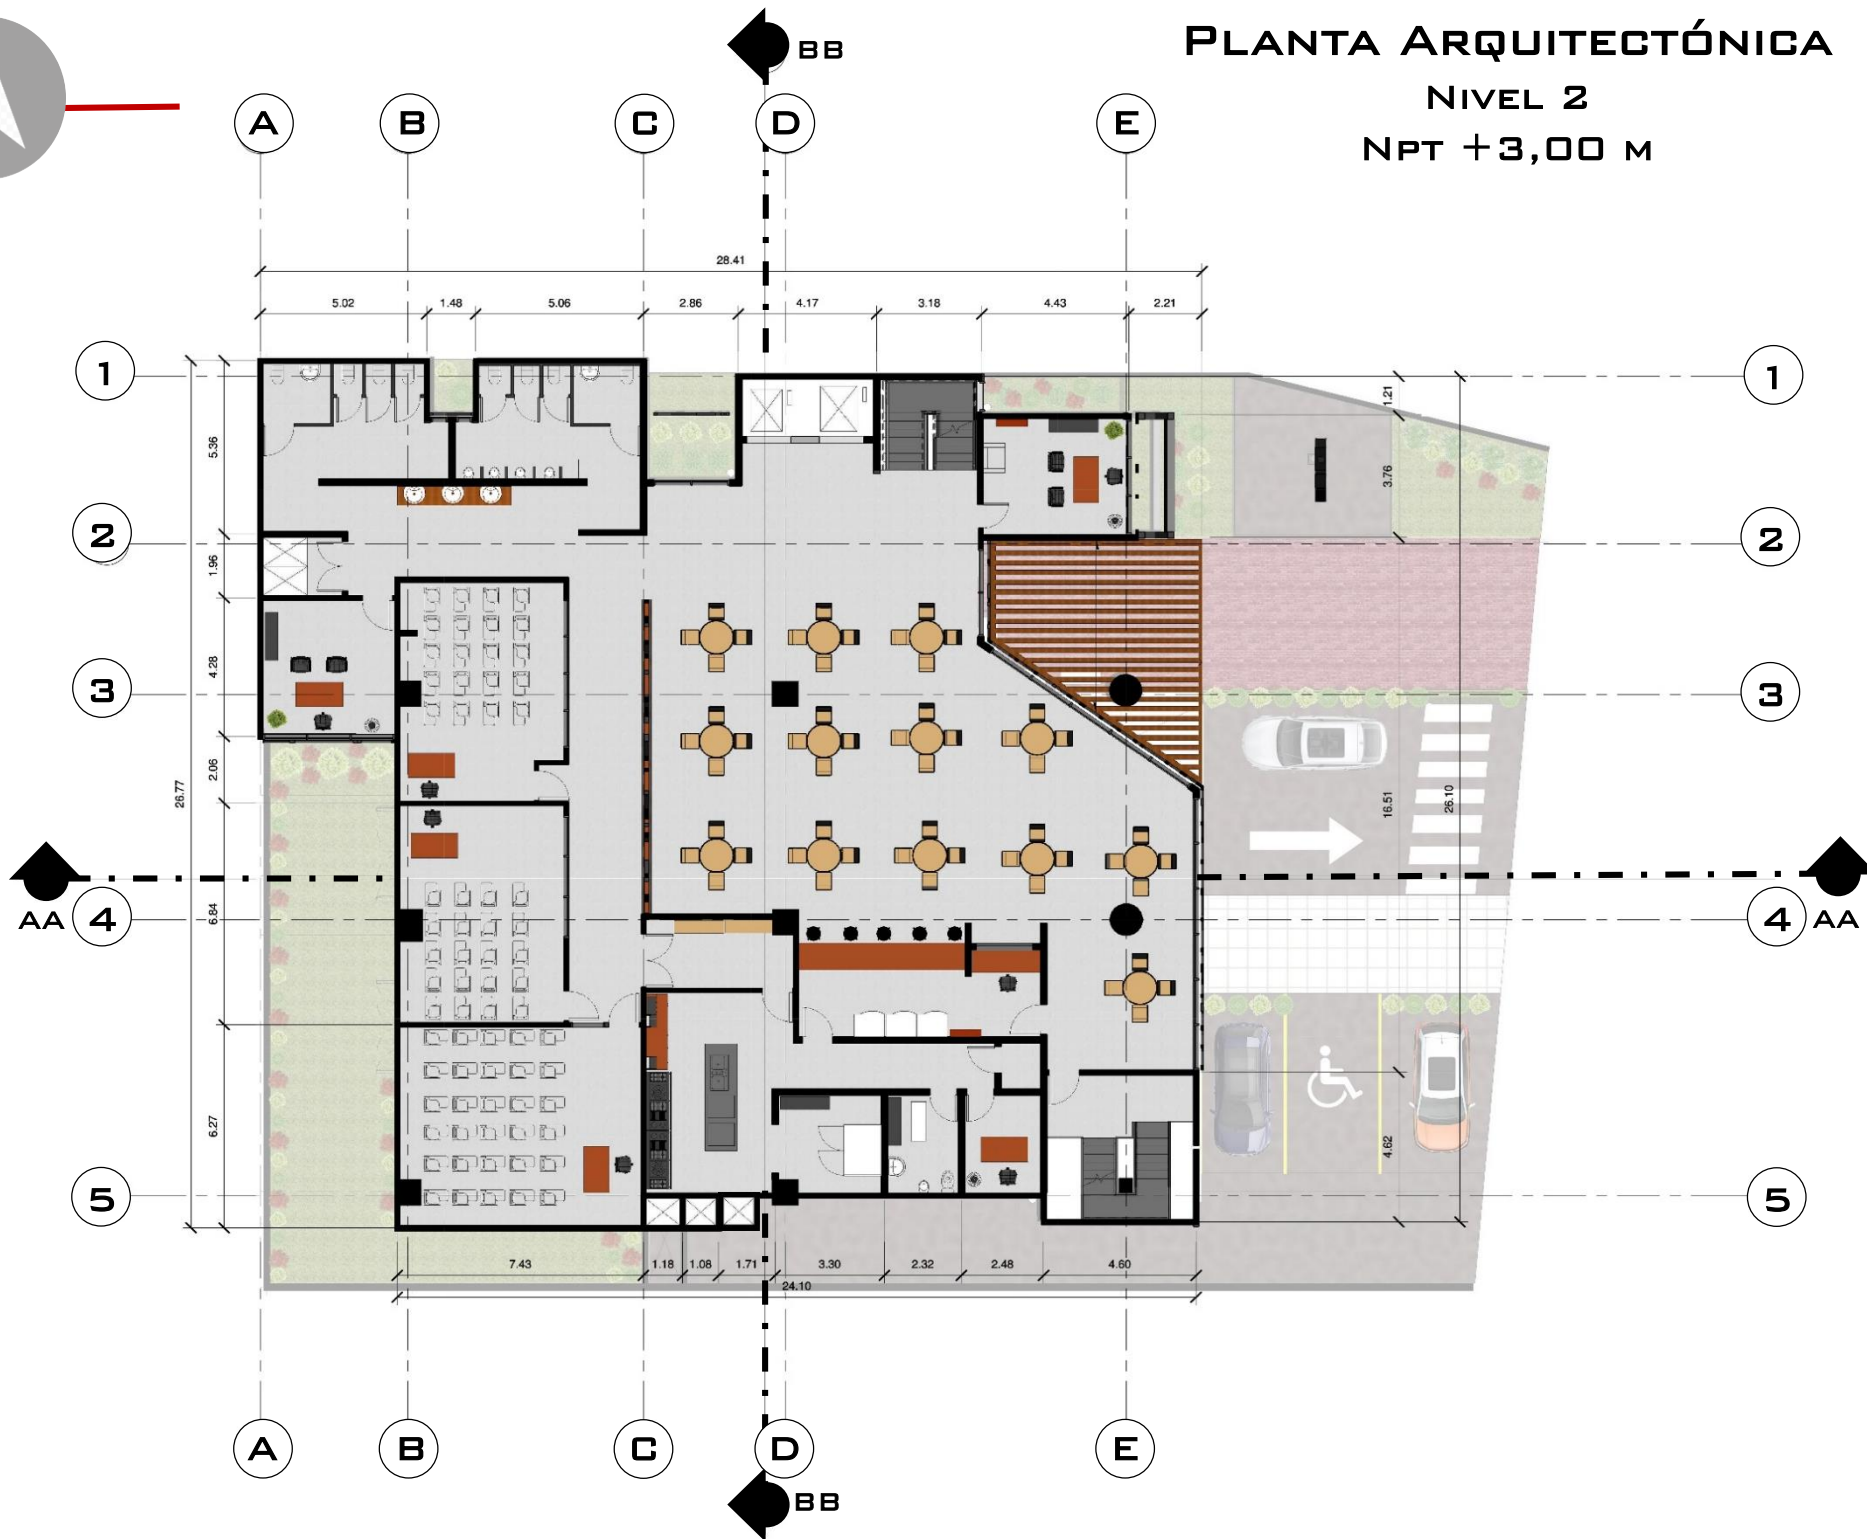 PLANTA ARQUITECTÓNICA
NIVEL 2
NPT +3,00 M
BB
A B C D E
28.41
5.02 1.48 5.06 2.86 4.17 3.18 4.43 2.21
1 1
1.21
5.36
3.76
2 2
1.96
4.28
3 3
2.06
26.77
16.51
26.10
AA 4 4 AA
6.84
6.27
4.62
5 5
7.43 1.18 1.08 1.71 3.30 2.32 2.48 4.60
24.10
A B C D E
BB